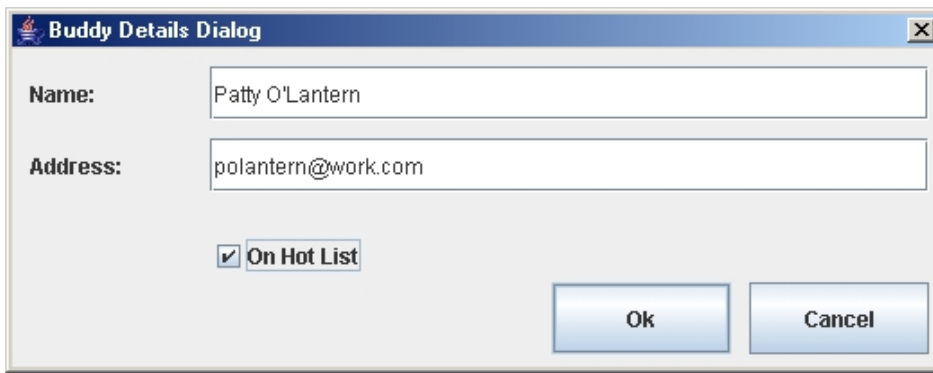 Buddy Details Dialog
Name: Patty O'Lantern
Address: polantern@work.com
On Hot List
Ok Cancel